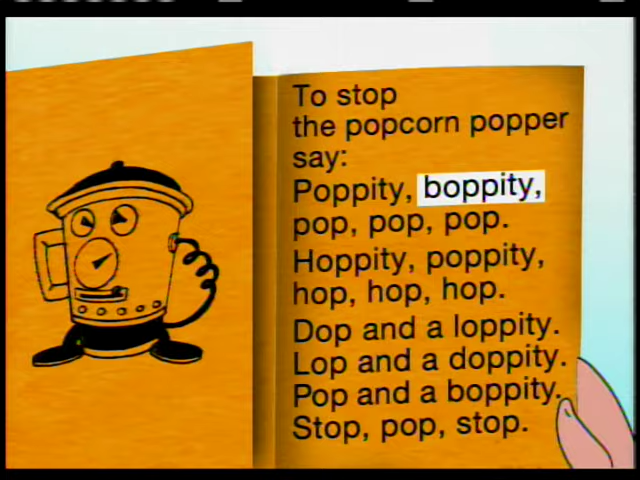 To stop
the popcorn popper
say:
Poppity, boppity,
pop, pop, pop.
Hoppity, poppity,
hop, hop, hop.
Dop and a loppity.
Lop and a doppity.
Pop and a boppity.
Stop, pop, stop.